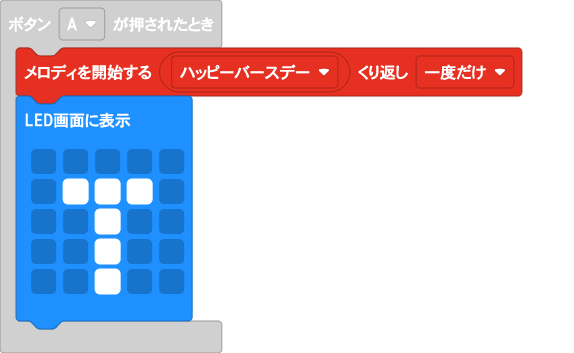 ボタン A が押されたとき
メロディを開始する ハッピーバースデー くり返し 一度だけ
LED画面に表示